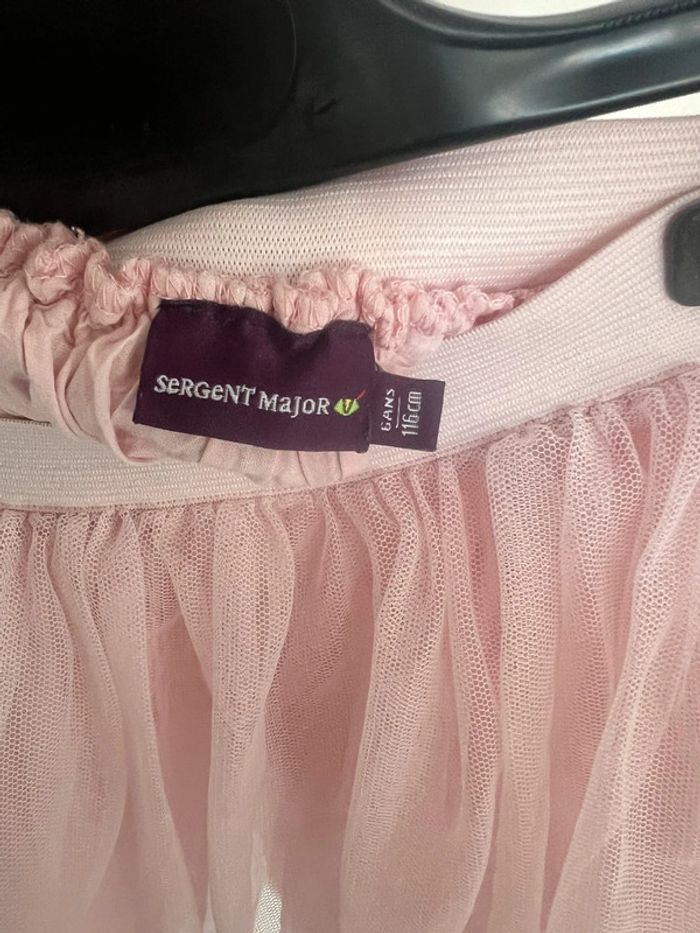 SeRGeNT MaJoR
6ANS
116cm